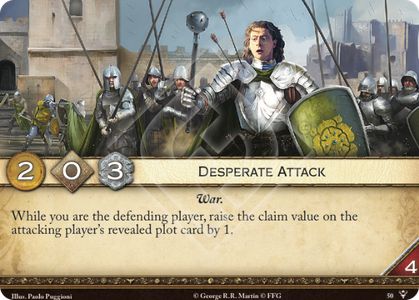 2 0 3 DESPERATE ATTACK
War.
While you are the defending player, raise the claim value on the
attacking player's revealed plot card by 1.
4
Illus. Paolo Puggioni © George R.R. Martin © FFG 50